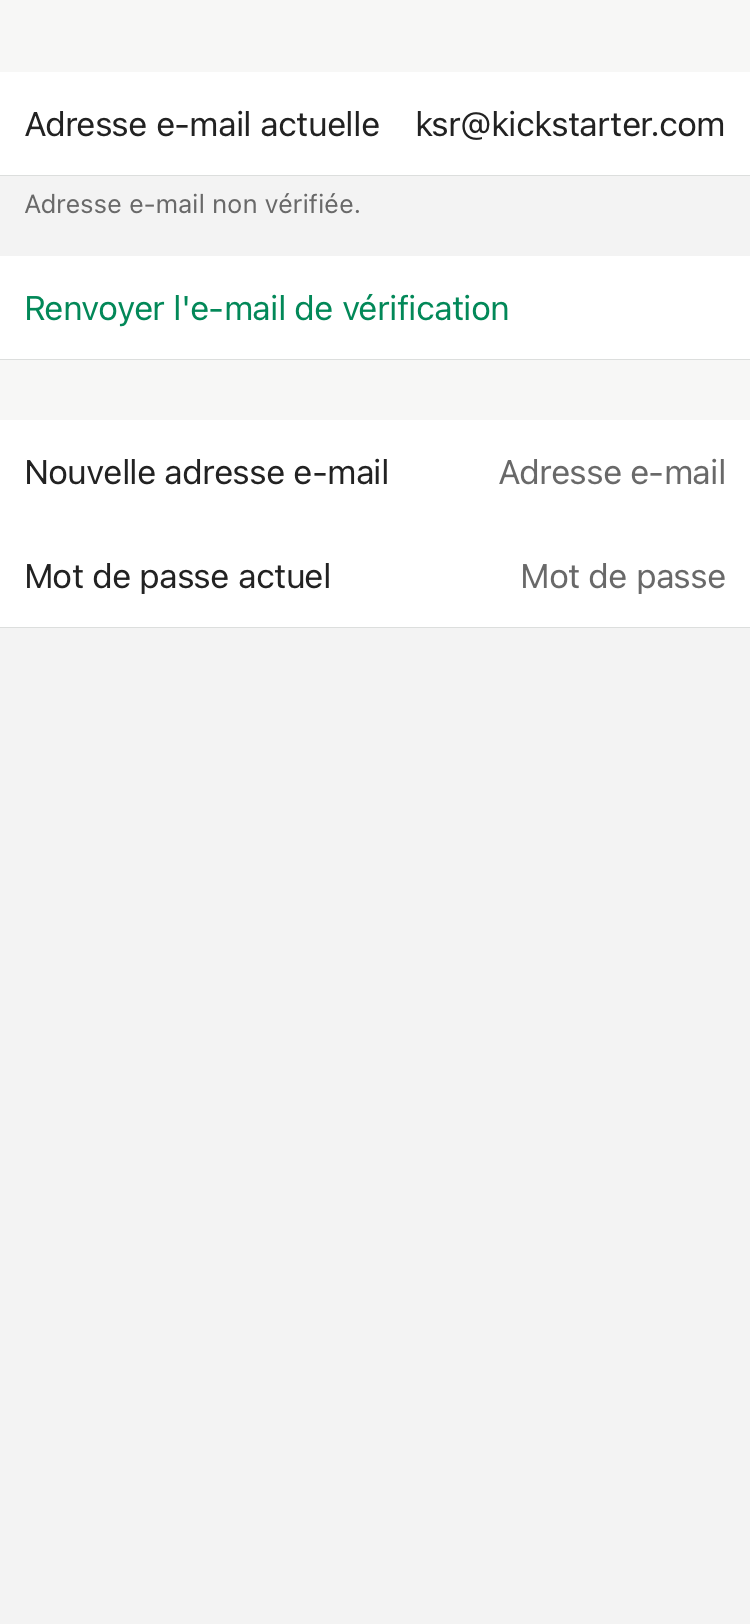 Adresse e-mail actuelle ksr@kickstarter.com
Adresse e-mail non vérifiée.
Renvoyer l'e-mail de vérification
Nouvelle adresse e-mail Adresse e-mail
Mot de passe actuel Mot de passe